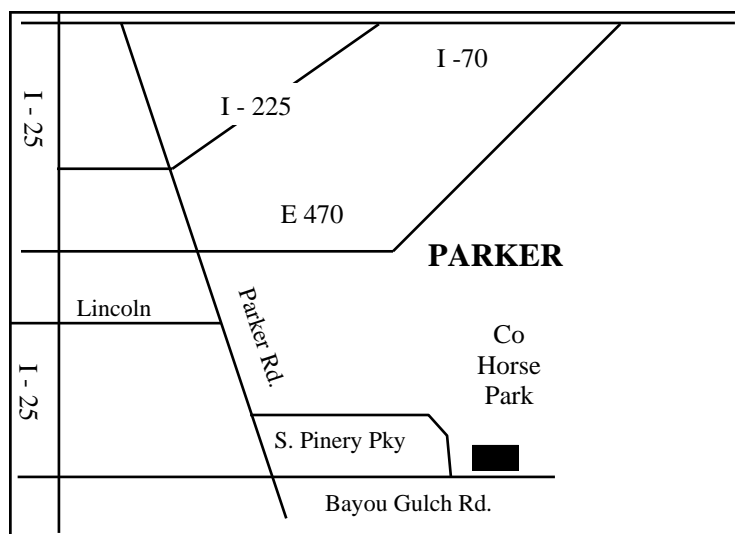 I -70
I - 25
I - 225
E 470
PARKER
Lincoln
Parker Rd.
Co
Horse
Park
I - 25
S. Pinery Pky
Bayou Gulch Rd.